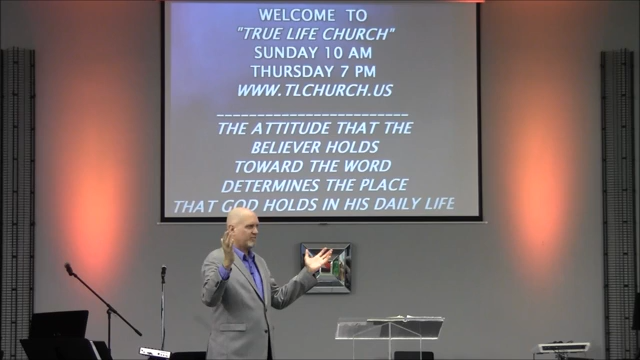 WELCOME TO
"TRUE LIFE CHURCH"
SUNDAY 10 AM
THURSDAY 7 PM
WWW.TLCHURCH.US
________________________
THE ATTITUDE THAT THE
BELIEVER HOLDS
TOWARD THE WORD
DETERMINES THE PLACE
THAT GOD HOLDS IN HIS DAILY LIFE